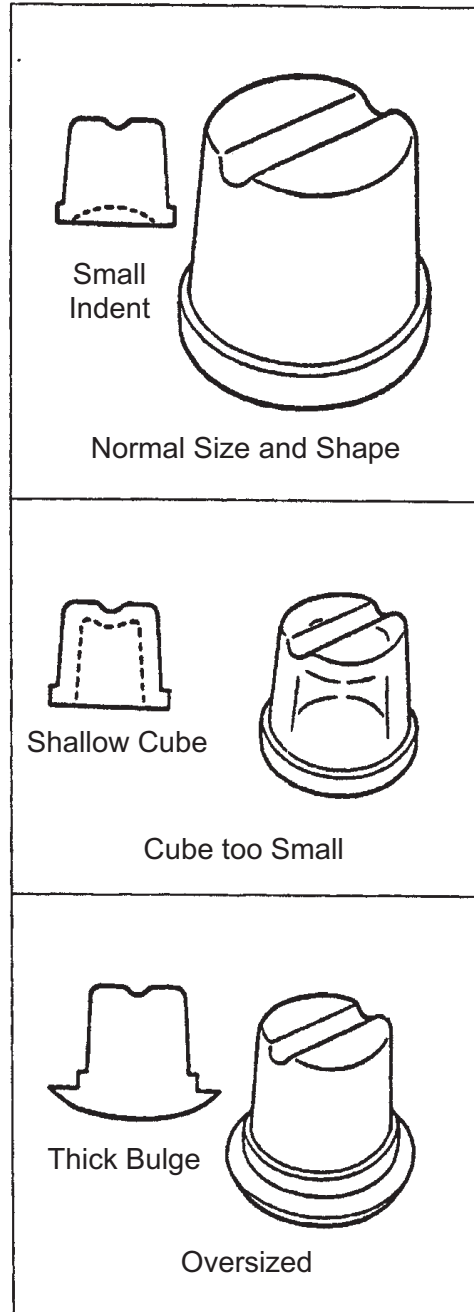 Small
Indent
Normal Size and Shape
Shallow Cube
Cube too Small
Thick Bulge
Oversized